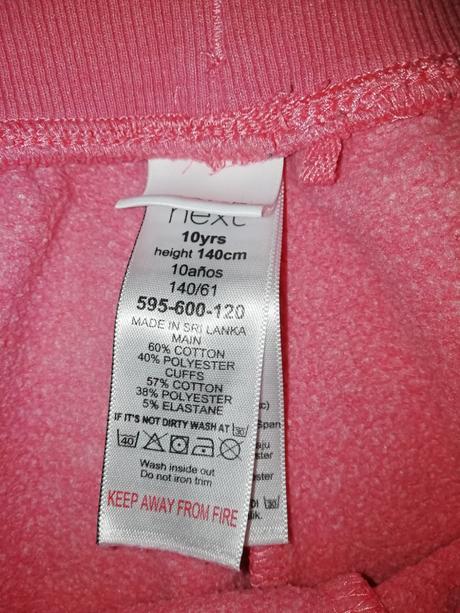 next
10yrs
height 140cm
10años
140/61
595-600-120
MADE IN SRI LANKA
MAIN
60% COTTON
40% POLYESTER
CUFFS
57% COTTON
38% POLYESTER
5% ELASTANE
IF IT'S NOT DIRTY WASH AT 30
40
Wash inside out
Do not iron trim
KEEP AWAY FROM FIRE